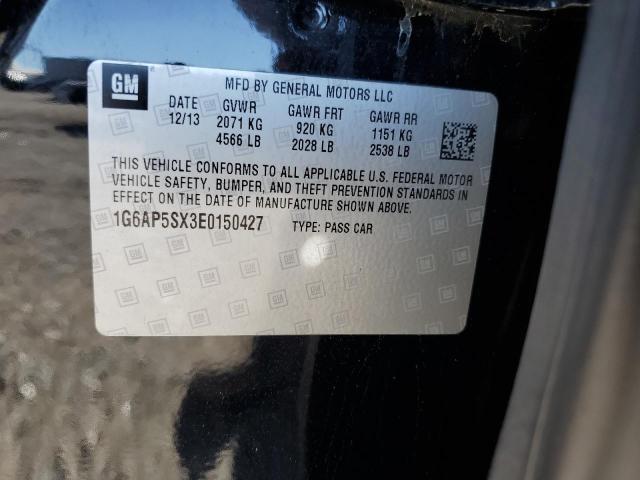 GM
MFD BY GENERAL MOTORS LLC
DATE GVWR GAWR FRT GAWR RR
12/13 2071 KG 920 KG 1151 KG
4566 LB 2028 LB 2538 LB
THIS VEHICLE CONFORMS TO ALL APPLICABLE U.S. FEDERAL MOTOR
VEHICLE SAFETY, BUMPER, AND THEFT PREVENTION STANDARDS IN
EFFECT ON THE DATE OF MANUFACTURE SHOWN ABOVE.
1G6AP5SX3E0150427 TYPE: PASS CAR